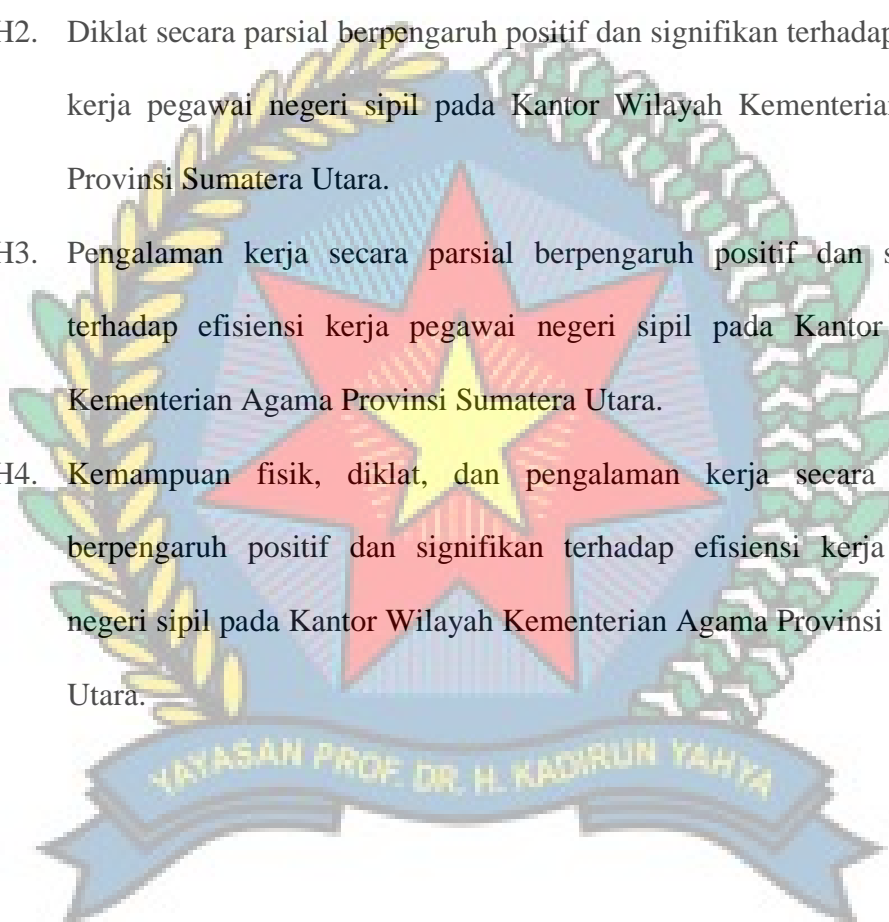 H2. Diklat secara parsial berpengaruh positif dan signifikan terhadap
kerja pegawai negeri sipil pada Kantor Wilayah Kementerian
Provinsi Sumatera Utara.
H3. Pengalaman kerja secara parsial berpengaruh positif dan s
terhadap efisiensi kerja pegawai negeri sipil pada Kantor
Kementerian Agama Provinsi Sumatera Utara.
H4. Kemampuan fisik, diklat, dan pengalaman kerja secara
berpengaruh positif dan signifikan terhadap efisiensi kerja
negeri sipil pada Kantor Wilayah Kementerian Agama Provinsi
Utara.
YAYASAN PROF. DR. H. KADIRUN YAHYA